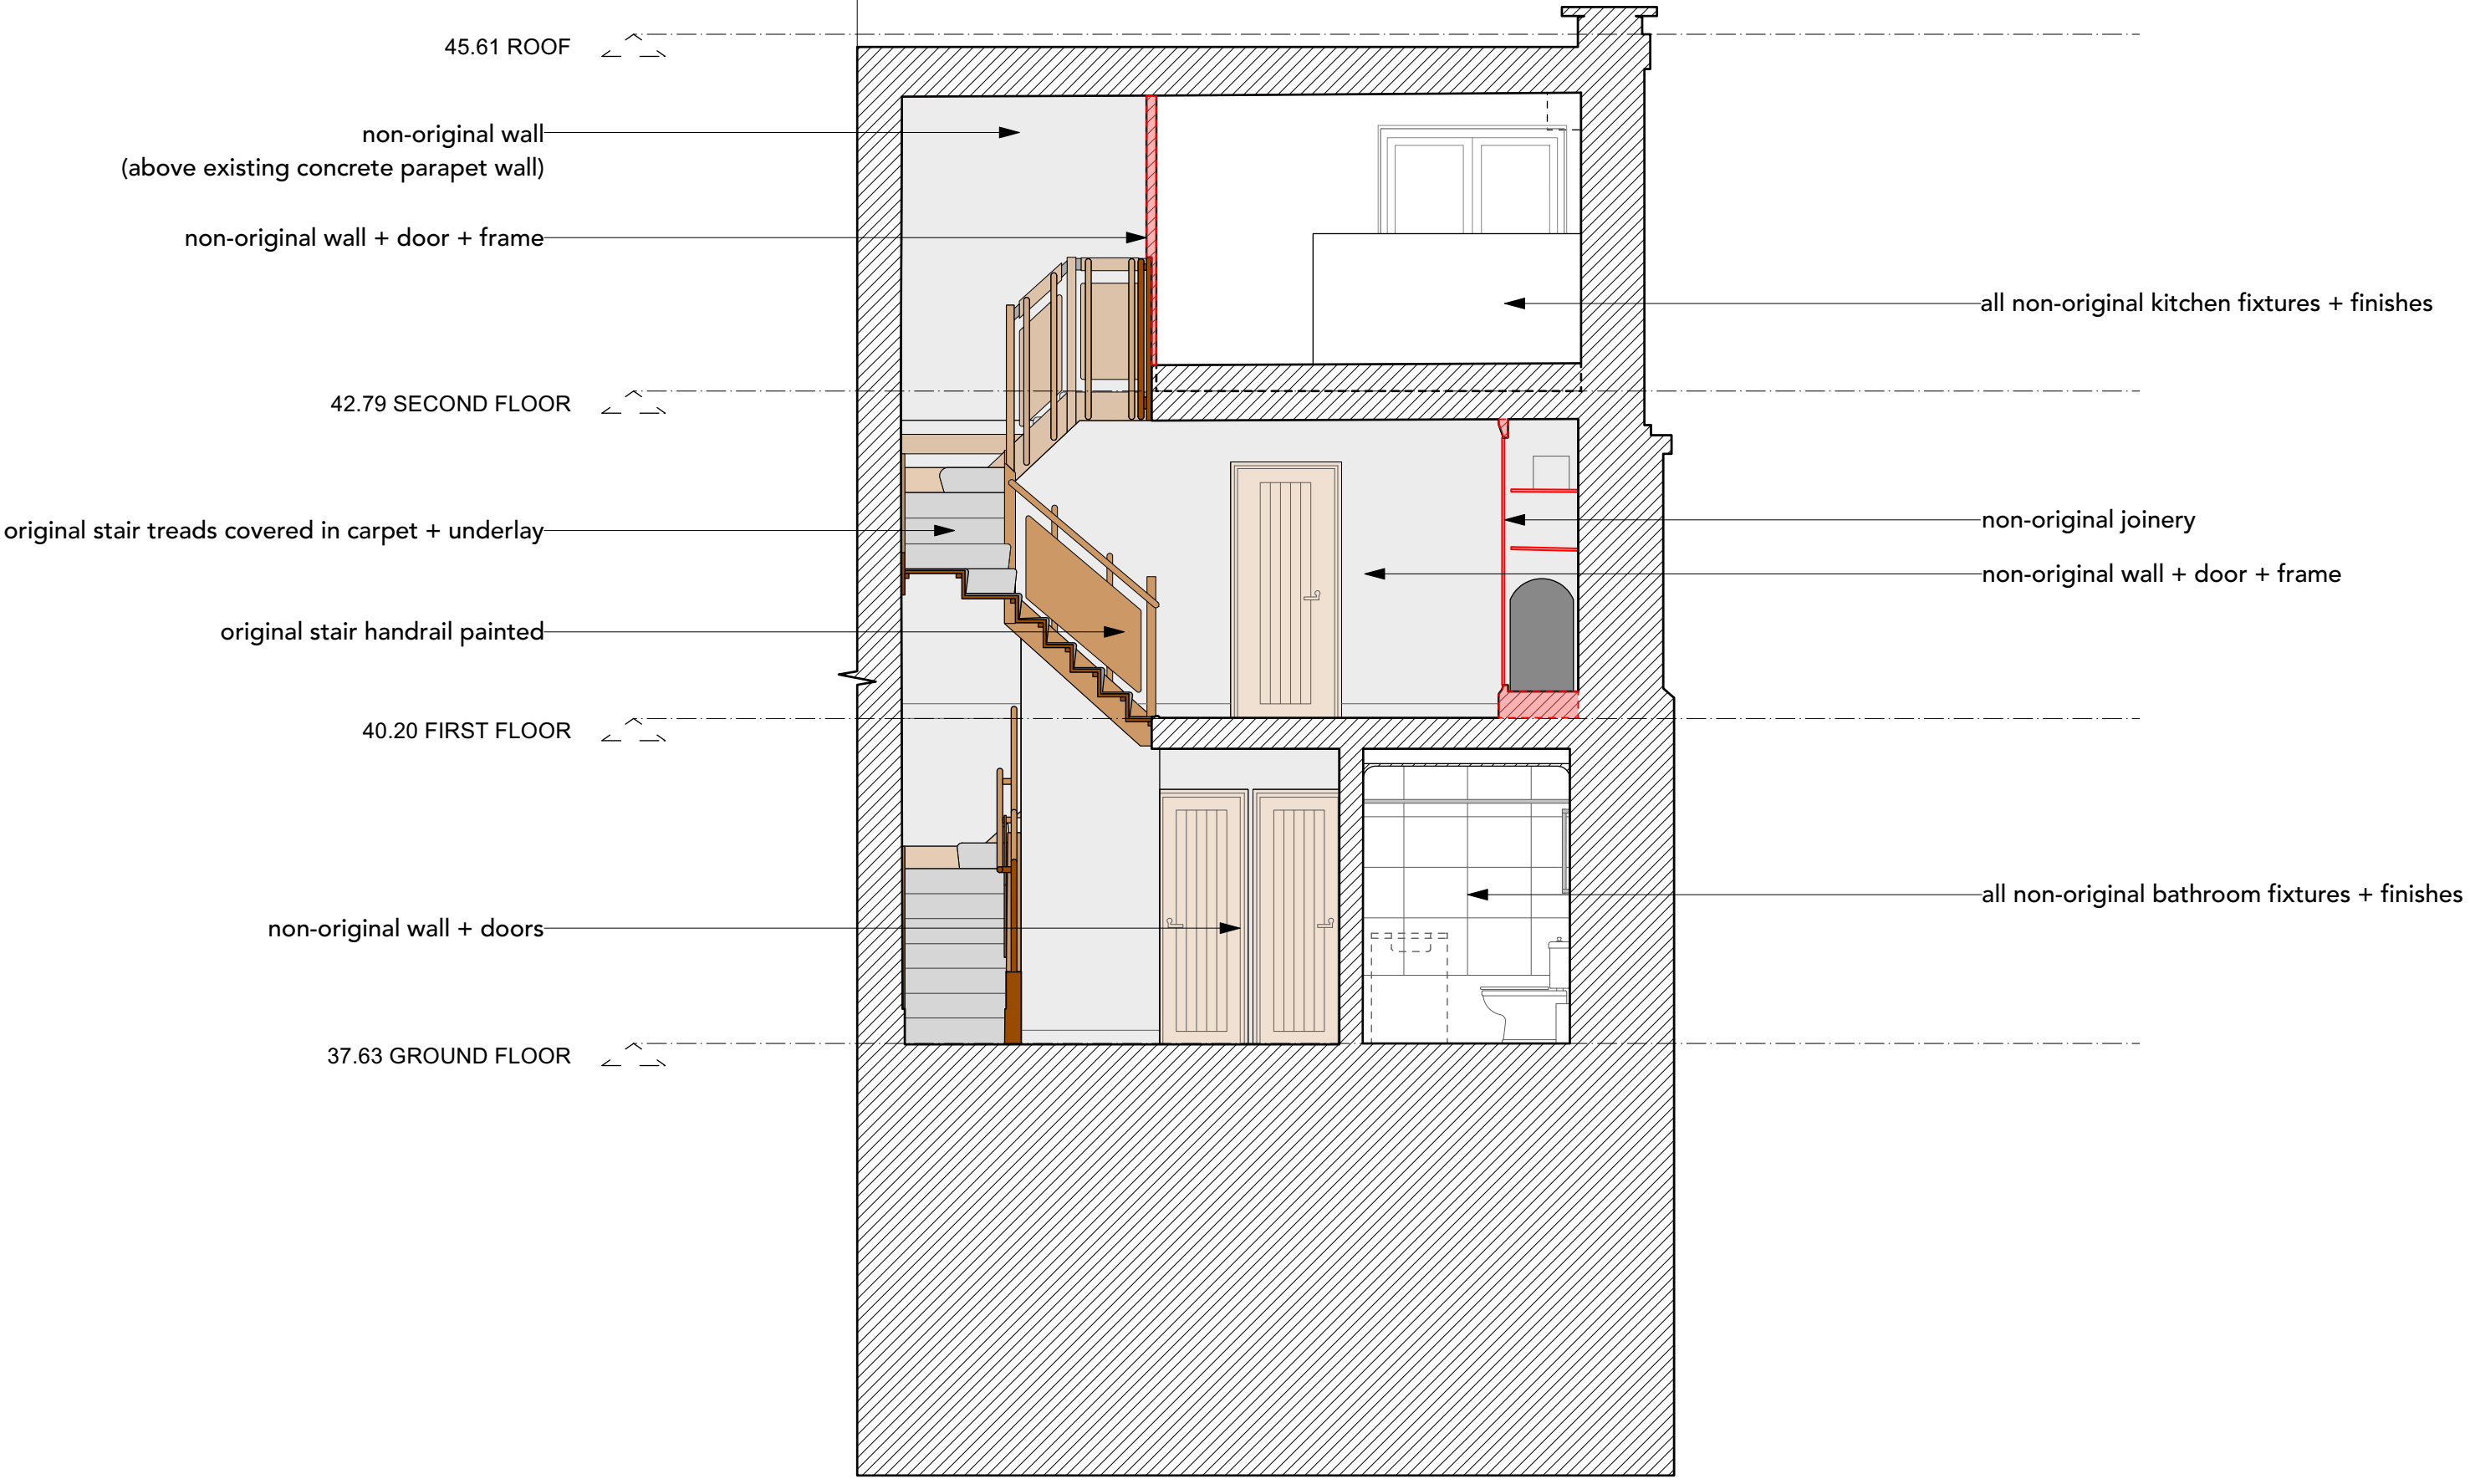 45.61 ROOF
non-original wall
(above existing concrete parapet wall)
non-original wall + door + frame
all non-original kitchen fixtures + finishes
42.79 SECOND FLOOR
original stair treads covered in carpet + underlay
non-original joinery
non-original wall + door + frame
original stair handrail painted
40.20 FIRST FLOOR
all non-original bathroom fixtures + finishes
non-original wall + doors
37.63 GROUND FLOOR